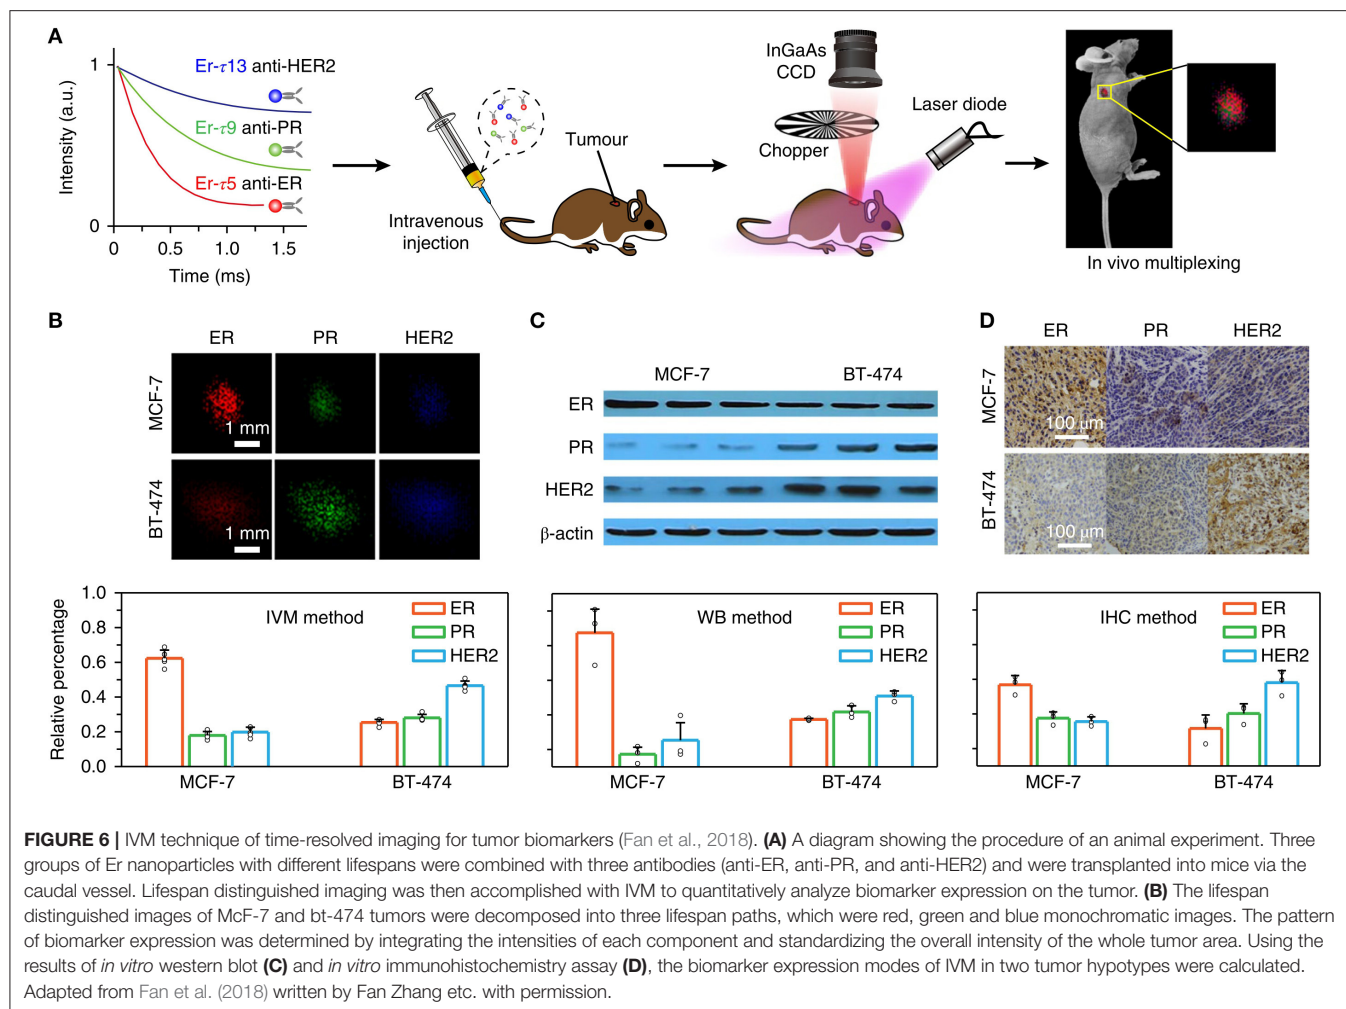 A
1
0
Intensity (a.u.)
Er-τ13 anti-HER2
Er-τ9 anti-PR
Er-τ5 anti-ER
0
0.5
1.0
1.5
Time (ms)
Intravenous
injection
Tumour
InGaAs
CCD
Chopper
Laser diode
In vivo multiplexing
B
ER
PR
HER2
MCF-7
1 mm
BT-474
1 mm
C
MCF-7
BT-474
ER
PR
HER2
β-actin
D
ER
PR
HER2
MCF-7
100 μm
BT-474
100 μm
Relative percentage
1.0
0.8
0.6
0.4
0.2
0.0
IVM method
ER
PR
HER2
MCF-7
BT-474
WB method
ER
PR
HER2
MCF-7
BT-474
IHC method
ER
PR
HER2
MCF-7
BT-474
FIGURE 6 | IVM technique of time-resolved imaging for tumor biomarkers (Fan et al., 2018). (A) A diagram showing the procedure of an animal experiment. Three
groups of Er nanoparticles with different lifespans were combined with three antibodies (anti-ER, anti-PR, and anti-HER2) and were transplanted into mice via the
caudal vessel. Lifespan distinguished imaging was then accomplished with IVM to quantitatively analyze biomarker expression on the tumor. (B) The lifespan
distinguished images of McF-7 and bt-474 tumors were decomposed into three lifespan paths, which were red, green and blue monochromatic images. The pattern
of biomarker expression was determined by integrating the intensities of each component and standardizing the overall intensity of the whole tumor area. Using the
results of in vitro western blot (C) and in vitro immunohistochemistry assay (D), the biomarker expression modes of IVM in two tumor hypotypes were calculated.
Adapted from Fan et al. (2018) written by Fan Zhang etc. with permission.